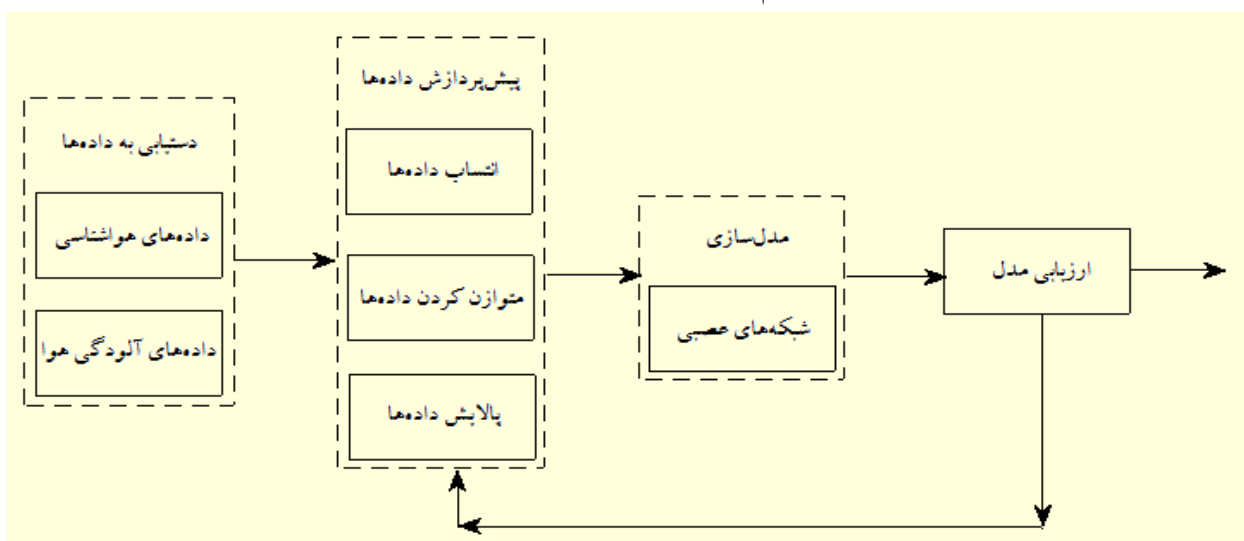 دستیابی به داده‌ها
داده‌های هواشناسی
داده‌های آلودگی هوا
پیش‌پردازش داده‌ها
انتساب داده‌ها
متوازن کردن داده‌ها
پالایش داده‌ها
مدل‌سازی
شبکه‌های عصبی
ارزیابی مدل